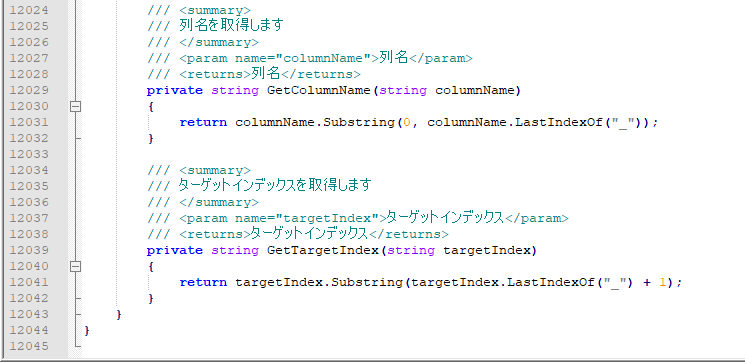 12024 /// <summary>
12025 /// 列名を取得します
12026 /// </summary>
12027 /// <param name="columnName">列名</param>
12028 /// <returns>列名</returns>
12029 private string GetColumnName(string columnName)
12030 {
12031 return columnName.Substring(0, columnName.LastIndexOf("_"));
12032 }
12033
12034 /// <summary>
12035 /// ターゲットインデックスを取得します
12036 /// </summary>
12037 /// <param name="targetIndex">ターゲットインデックス</param>
12038 /// <returns>ターゲットインデックス</returns>
12039 private string GetTargetIndex(string targetIndex)
12040 {
12041 return targetIndex.Substring(targetIndex.LastIndexOf("_") + 1);
12042 }
12043 }
12044 }
12045